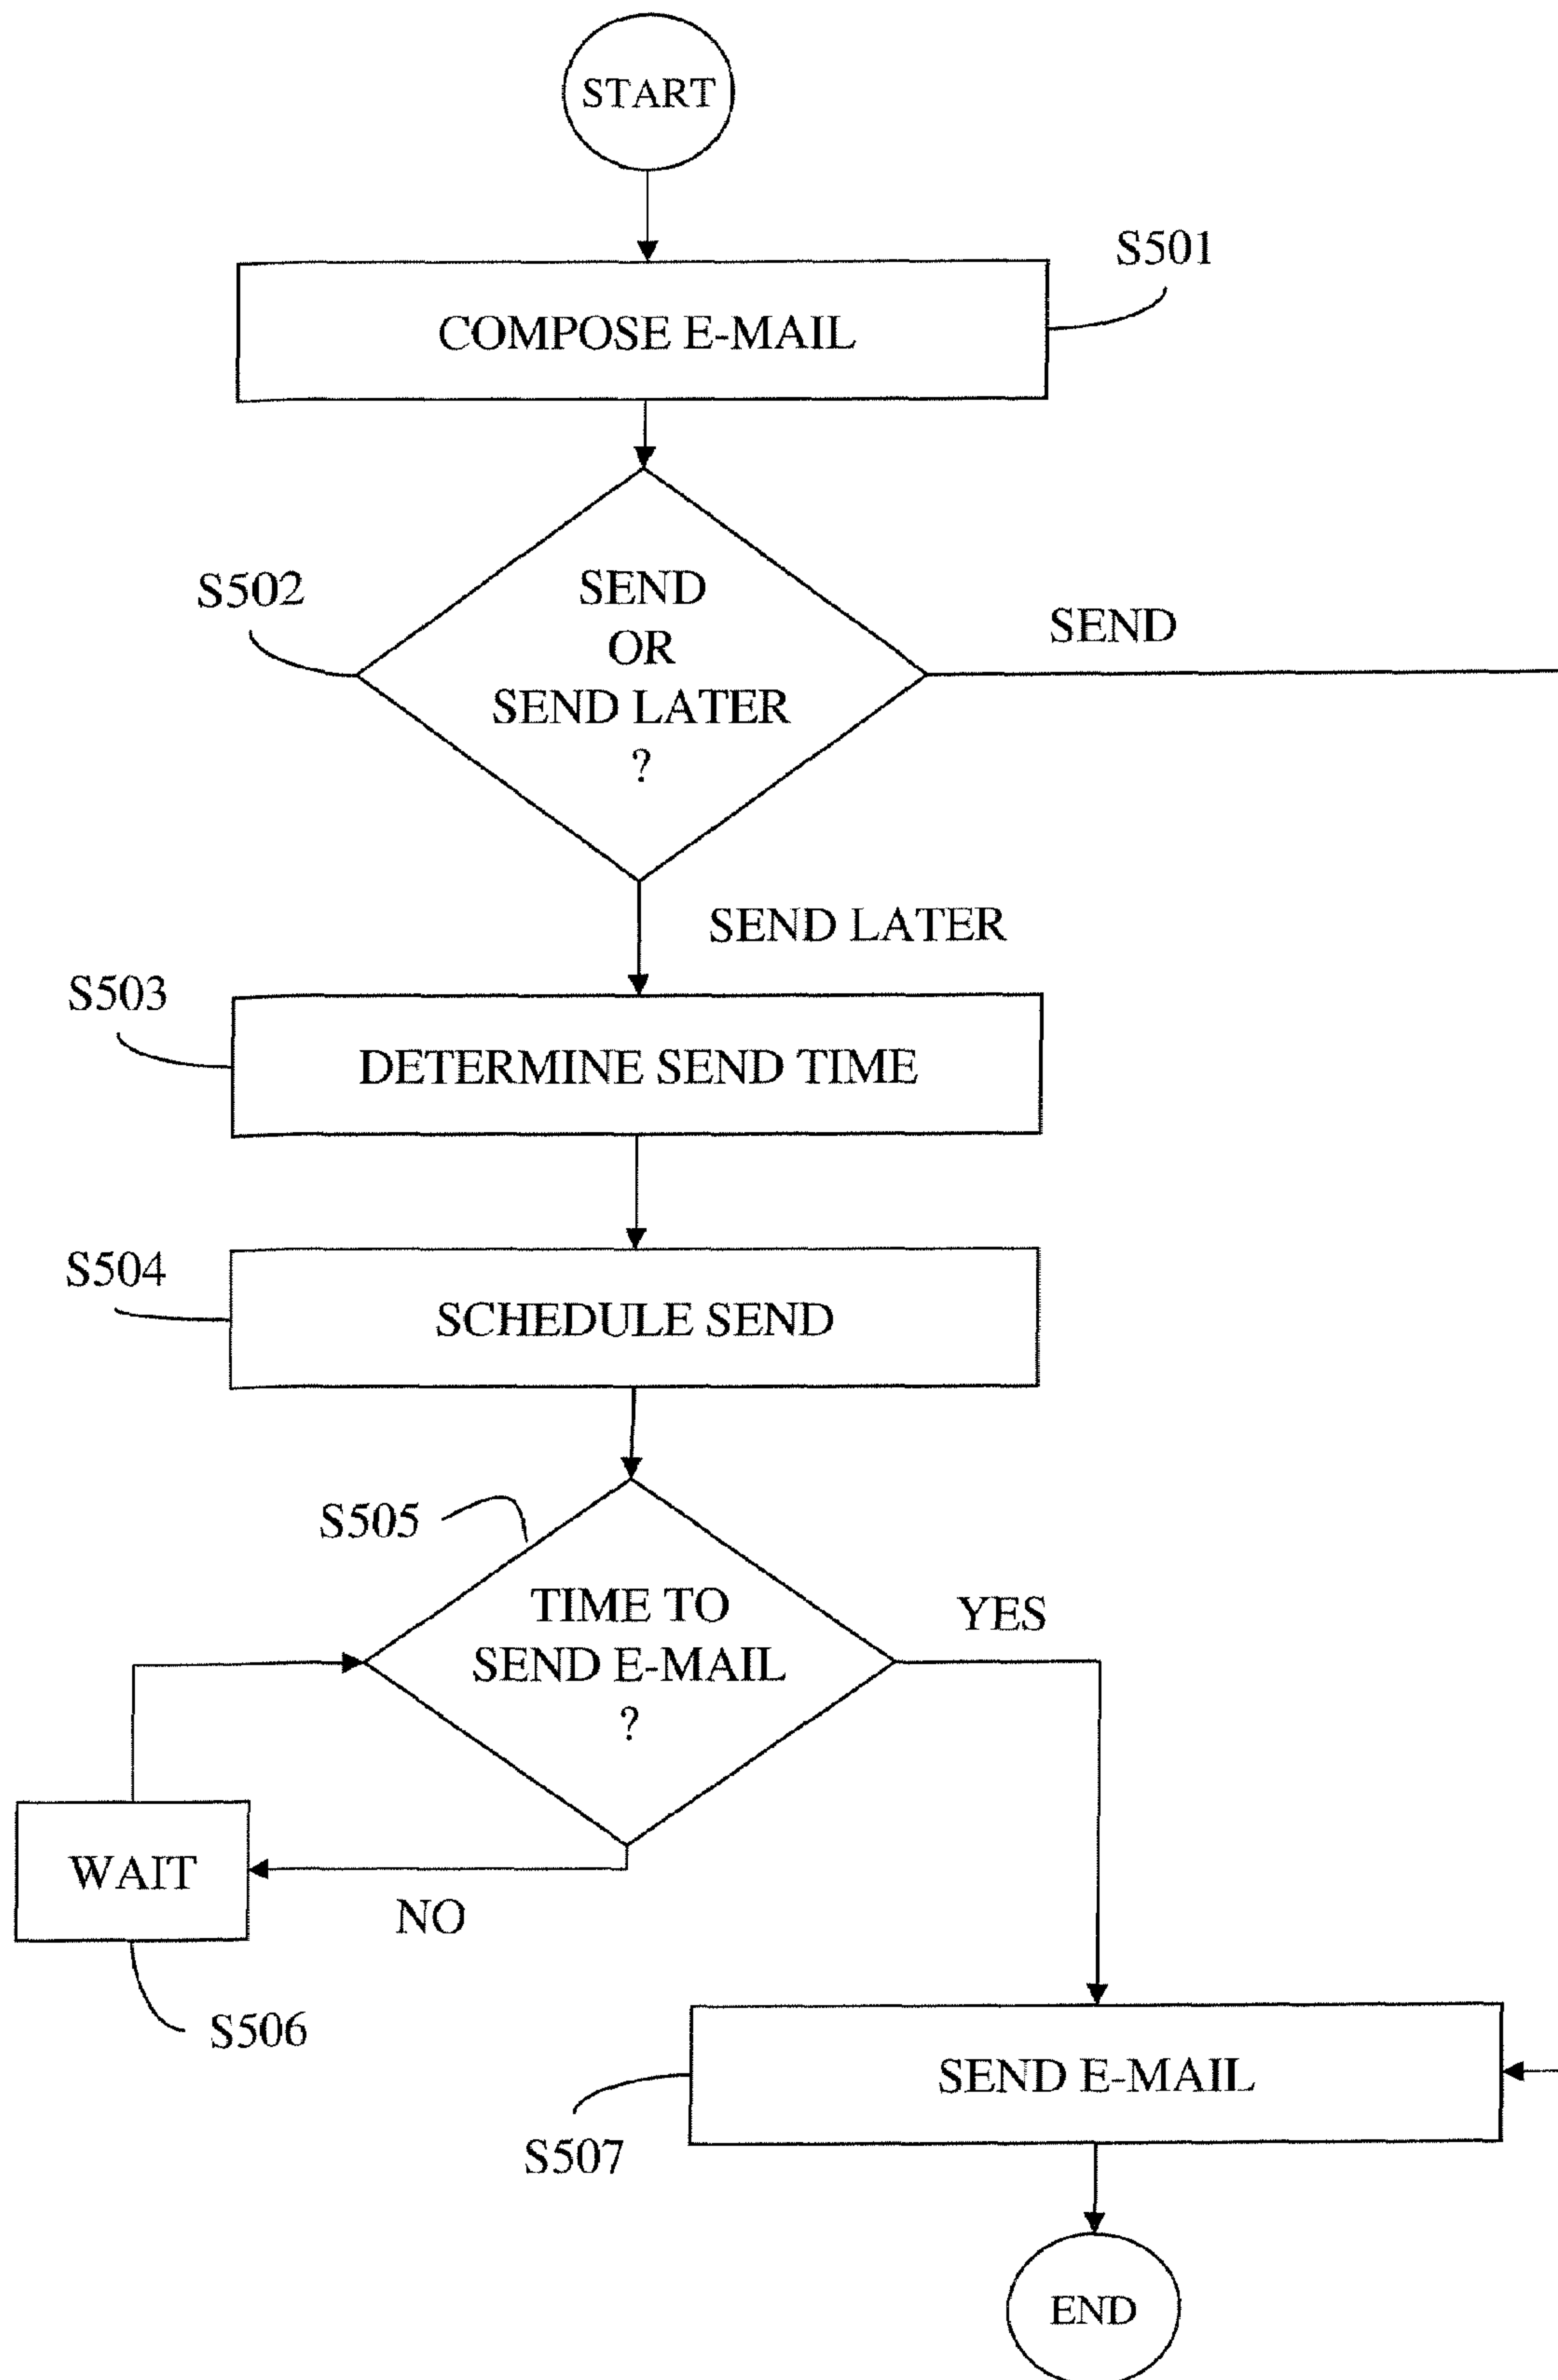 START
S501
COMPOSE E-MAIL
S502
SEND
OR
SEND LATER
?
SEND
SEND LATER
S503
DETERMINE SEND TIME
S504
SCHEDULE SEND
S505
TIME TO
SEND E-MAIL
?
YES
WAIT
NO
S506
SEND E-MAIL
S507
END